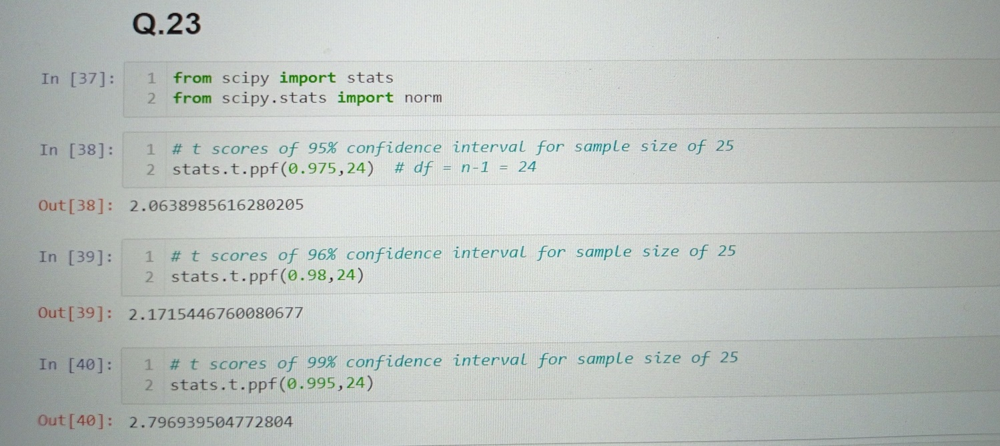 Q.23
In [37]: 1 from scipy import stats
2 from scipy.stats import norm
In [38]: 1 # t scores of 95% confidence interval for sample size of 25
2 stats.t.ppf(0.975,24) # df = n-1 = 24
Out[38]: 2.0638985616280205
In [39]: 1 # t scores of 96% confidence interval for sample size of 25
2 stats.t.ppf(0.98,24)
Out[39]: 2.1715446760080677
In [40]: 1 # t scores of 99% confidence interval for sample size of 25
2 stats.t.ppf(0.995,24)
Out[40]: 2.796939504772804